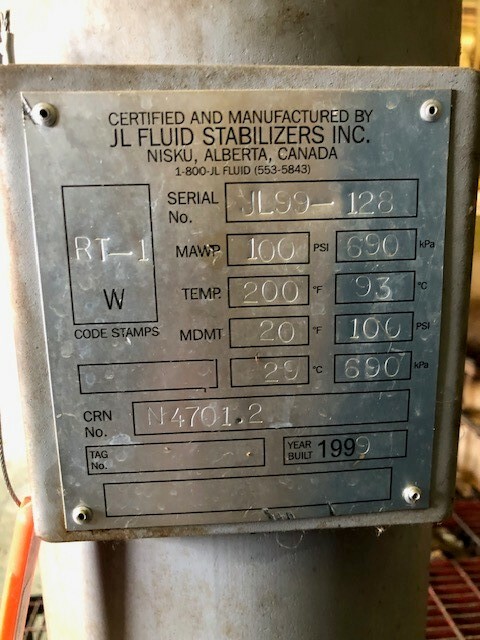 CERTIFIED AND MANUFACTURED BY
JL FLUID STABILIZERS INC.
NISKU, ALBERTA, CANADA
1-800-JL FLUID (553-5843)
SERIAL No. JL99-128
RT-1
W
CODE STAMPS
MAWP 100 PSI 690 kPa
TEMP. 200 °F 93 °C
MDMT 20 °F 100 PSI
29 °C 690 kPa
CRN No. N4701.2
TAG No.
YEAR BUILT 1999